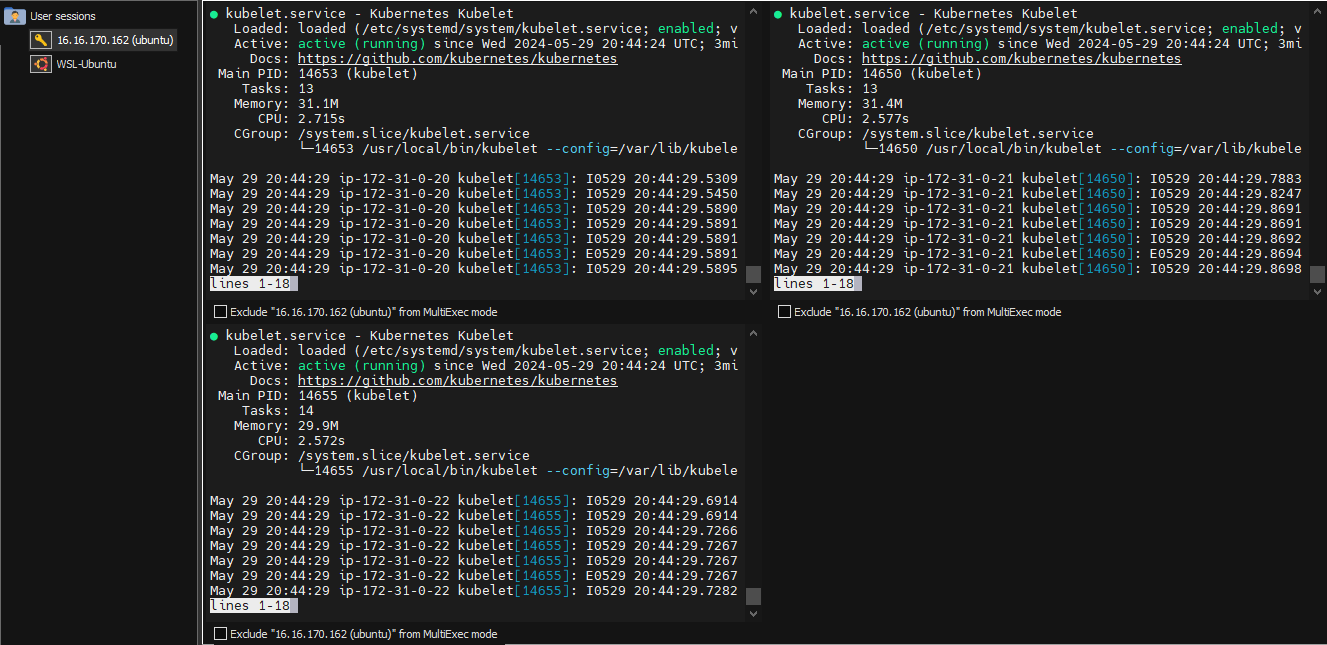 User sessions
16.16.170.162 (ubuntu)
WSL-Ubuntu
● kubelet.service - Kubernetes Kubelet
Loaded: loaded (/etc/systemd/system/kubelet.service; enabled; v
Active: active (running) since Wed 2024-05-29 20:44:24 UTC; 3mi
Docs: https://github.com/kubernetes/kubernetes
Main PID: 14653 (kubelet)
Tasks: 13
Memory: 31.1M
CPU: 2.715s
CGroup: /system.slice/kubelet.service
└─14653 /usr/local/bin/kubelet --config=/var/lib/kubele
May 29 20:44:29 ip-172-31-0-20 kubelet[14653]: I0529 20:44:29.5309
May 29 20:44:29 ip-172-31-0-20 kubelet[14653]: I0529 20:44:29.5450
May 29 20:44:29 ip-172-31-0-20 kubelet[14653]: I0529 20:44:29.5890
May 29 20:44:29 ip-172-31-0-20 kubelet[14653]: I0529 20:44:29.5891
May 29 20:44:29 ip-172-31-0-20 kubelet[14653]: I0529 20:44:29.5891
May 29 20:44:29 ip-172-31-0-20 kubelet[14653]: E0529 20:44:29.5891
May 29 20:44:29 ip-172-31-0-20 kubelet[14653]: I0529 20:44:29.5895
lines 1-18
Exclude "16.16.170.162 (ubuntu)" from MultiExec mode
● kubelet.service - Kubernetes Kubelet
Loaded: loaded (/etc/systemd/system/kubelet.service; enabled; v
Active: active (running) since Wed 2024-05-29 20:44:24 UTC; 3mi
Docs: https://github.com/kubernetes/kubernetes
Main PID: 14650 (kubelet)
Tasks: 13
Memory: 31.4M
CPU: 2.577s
CGroup: /system.slice/kubelet.service
└─14650 /usr/local/bin/kubelet --config=/var/lib/kubele
May 29 20:44:29 ip-172-31-0-21 kubelet[14650]: I0529 20:44:29.7883
May 29 20:44:29 ip-172-31-0-21 kubelet[14650]: I0529 20:44:29.8247
May 29 20:44:29 ip-172-31-0-21 kubelet[14650]: I0529 20:44:29.8691
May 29 20:44:29 ip-172-31-0-21 kubelet[14650]: I0529 20:44:29.8691
May 29 20:44:29 ip-172-31-0-21 kubelet[14650]: I0529 20:44:29.8692
May 29 20:44:29 ip-172-31-0-21 kubelet[14650]: E0529 20:44:29.8694
May 29 20:44:29 ip-172-31-0-21 kubelet[14650]: I0529 20:44:29.8698
lines 1-18
Exclude "16.16.170.162 (ubuntu)" from MultiExec mode
● kubelet.service - Kubernetes Kubelet
Loaded: loaded (/etc/systemd/system/kubelet.service; enabled; v
Active: active (running) since Wed 2024-05-29 20:44:24 UTC; 3mi
Docs: https://github.com/kubernetes/kubernetes
Main PID: 14655 (kubelet)
Tasks: 14
Memory: 29.9M
CPU: 2.572s
CGroup: /system.slice/kubelet.service
└─14655 /usr/local/bin/kubelet --config=/var/lib/kubele
May 29 20:44:29 ip-172-31-0-22 kubelet[14655]: I0529 20:44:29.6914
May 29 20:44:29 ip-172-31-0-22 kubelet[14655]: I0529 20:44:29.6914
May 29 20:44:29 ip-172-31-0-22 kubelet[14655]: I0529 20:44:29.7266
May 29 20:44:29 ip-172-31-0-22 kubelet[14655]: I0529 20:44:29.7267
May 29 20:44:29 ip-172-31-0-22 kubelet[14655]: I0529 20:44:29.7267
May 29 20:44:29 ip-172-31-0-22 kubelet[14655]: E0529 20:44:29.7267
May 29 20:44:29 ip-172-31-0-22 kubelet[14655]: I0529 20:44:29.7282
lines 1-18
Exclude "16.16.170.162 (ubuntu)" from MultiExec mode